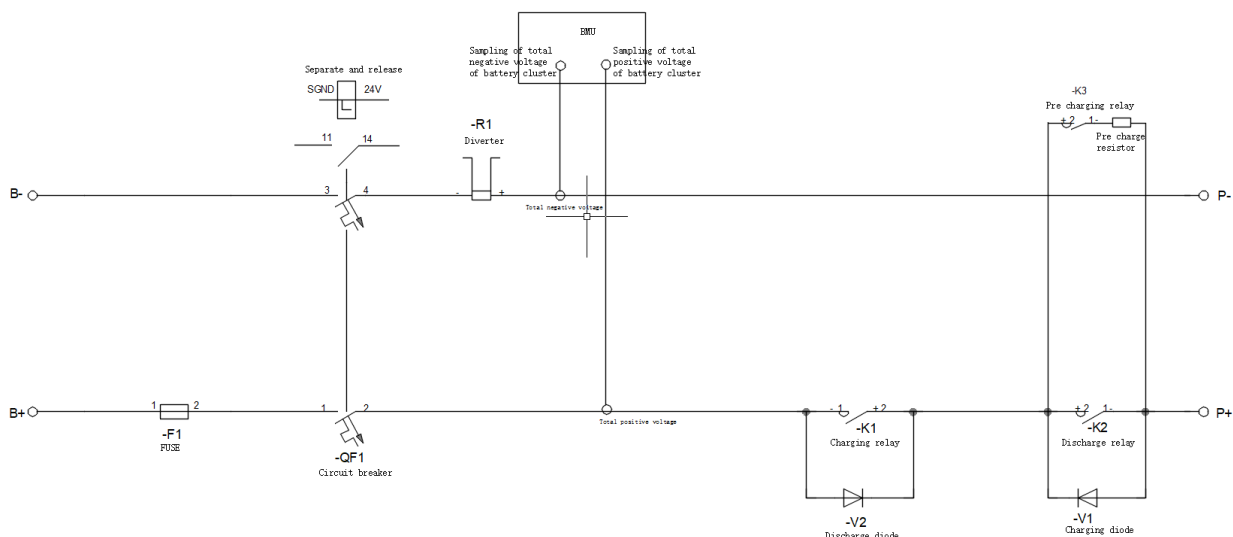 BMU
Sampling of total
negative voltage
of battery cluster
Sampling of total
positive voltage
of battery cluster
Separate and release
SGND
24V
-K3
Pre charging relay
+ 2
1 -
Pre charge
resistor
-R1
Diverter
11
14
B-
3
4
-
+
P-
Total negative voltage
B+
1
2
1
2
- 1
+ 2
+ 2
1 -
P+
Total positive voltage
-F1
FUSE
-QF1
Circuit breaker
-K1
Charging relay
-K2
Discharge relay
-V2
Discharge diode
-V1
Charging diode